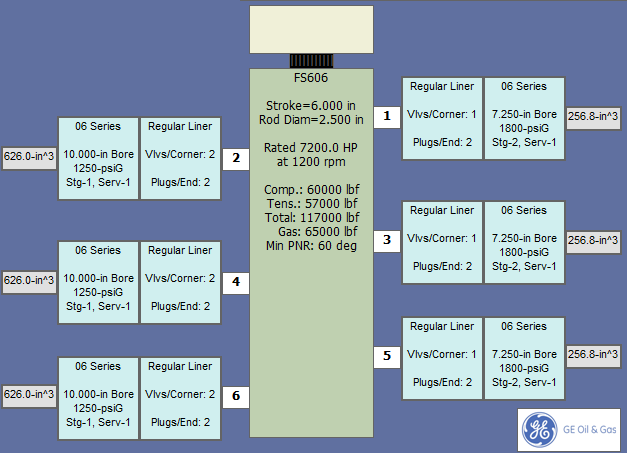 FS606
Stroke=6.000 in
Rod Diam=2.500 in
Rated 7200.0 HP
at 1200 rpm
Comp.: 60000 lbf
Tens.: 57000 lbf
Total: 117000 lbf
Gas: 65000 lbf
Min PNR: 60 deg
1
Regular Liner
Vlvs/Corner: 1
Plugs/End: 2
06 Series
7.250-in Bore
1800-psiG
Stg-2, Serv-1
256.8-in^3
626.0-in^3
06 Series
10.000-in Bore
1250-psiG
Stg-1, Serv-1
Regular Liner
Vlvs/Corner: 2
Plugs/End: 2
2
3
Regular Liner
Vlvs/Corner: 1
Plugs/End: 2
06 Series
7.250-in Bore
1800-psiG
Stg-2, Serv-1
256.8-in^3
626.0-in^3
06 Series
10.000-in Bore
1250-psiG
Stg-1, Serv-1
Regular Liner
Vlvs/Corner: 2
Plugs/End: 2
4
5
Regular Liner
Vlvs/Corner: 1
Plugs/End: 2
06 Series
7.250-in Bore
1800-psiG
Stg-2, Serv-1
256.8-in^3
626.0-in^3
06 Series
10.000-in Bore
1250-psiG
Stg-1, Serv-1
Regular Liner
Vlvs/Corner: 2
Plugs/End: 2
6
GE GE Oil & Gas